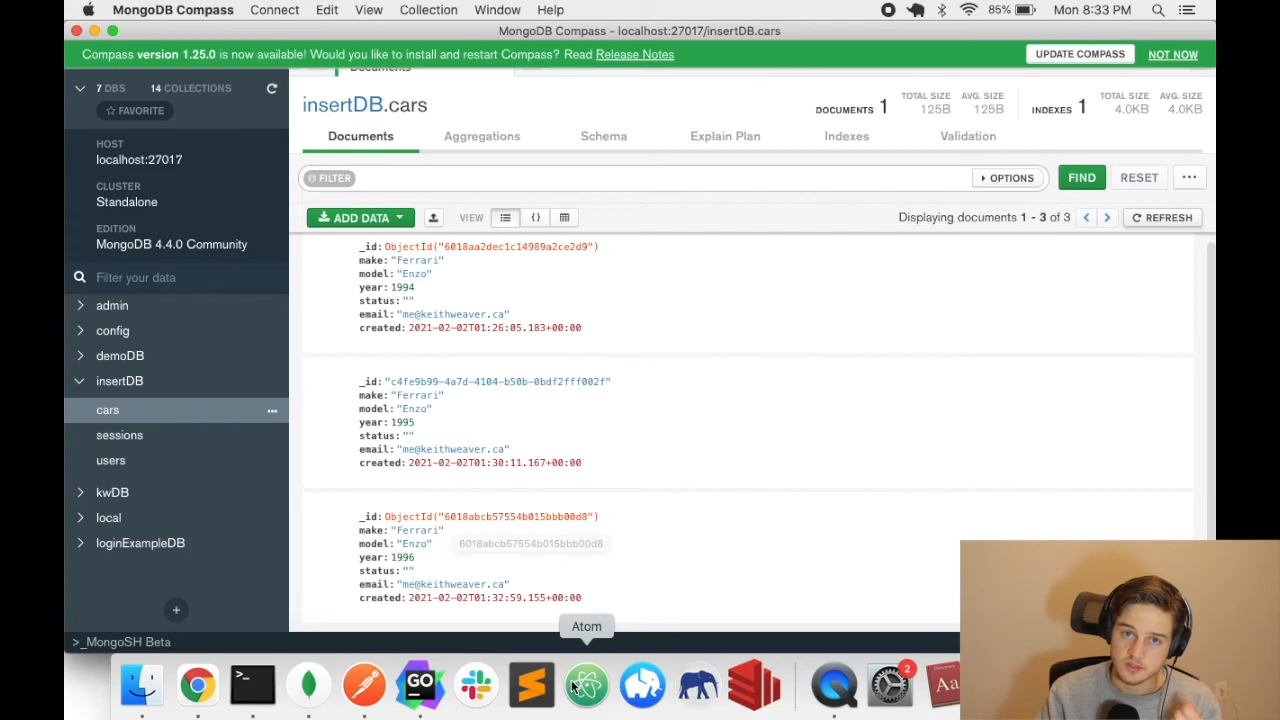 MongoDB Compass Connect Edit View Collection Window Help 85% Mon 8:33 PM
MongoDB Compass - localhost:27017/insertDB.cars
Compass version 1.25.0 is now available! Would you like to install and restart Compass? Read Release Notes UPDATE COMPASS NOT NOW
7 DBS 14 COLLECTIONS
FAVORITE
HOST
localhost:27017
CLUSTER
Standalone
EDITION
MongoDB 4.4.0 Community
Filter your data
admin
config
demoDB
insertDB
cars ...
sessions
users
kwDB
local
loginExampleDB
+
>_MongoSH Beta
Documents
insertDB.cars
DOCUMENTS 1 TOTAL SIZE 125B AVG. SIZE 125B INDEXES 1 TOTAL SIZE 4.0KB AVG. SIZE 4.0KB
Documents Aggregations Schema Explain Plan Indexes Validation
FILTER OPTIONS FIND RESET ...
ADD DATA VIEW {} Displaying documents 1 - 3 of 3 REFRESH
_id: ObjectId("6018aa2dec1c14989a2ce2d9")
make: "Ferrari"
model: "Enzo"
year: 1994
status: ""
email: "me@keithweaver.ca"
created: 2021-02-02T01:26:05.183+00:00
_id: "c4fe9b99-4a7d-4104-b50b-0bdf2fff002f"
make: "Ferrari"
model: "Enzo"
year: 1995
status: ""
email: "me@keithweaver.ca"
created: 2021-02-02T01:30:11.167+00:00
_id: ObjectId("6018abcb57554b015bbb00d8")
make: "Ferrari"
model: "Enzo" 6018abcb57554b015bbb00d8
year: 1996
status: ""
email: "me@keithweaver.ca"
created: 2021-02-02T01:32:59.155+00:00
Atom
>_
GO
2
Aa